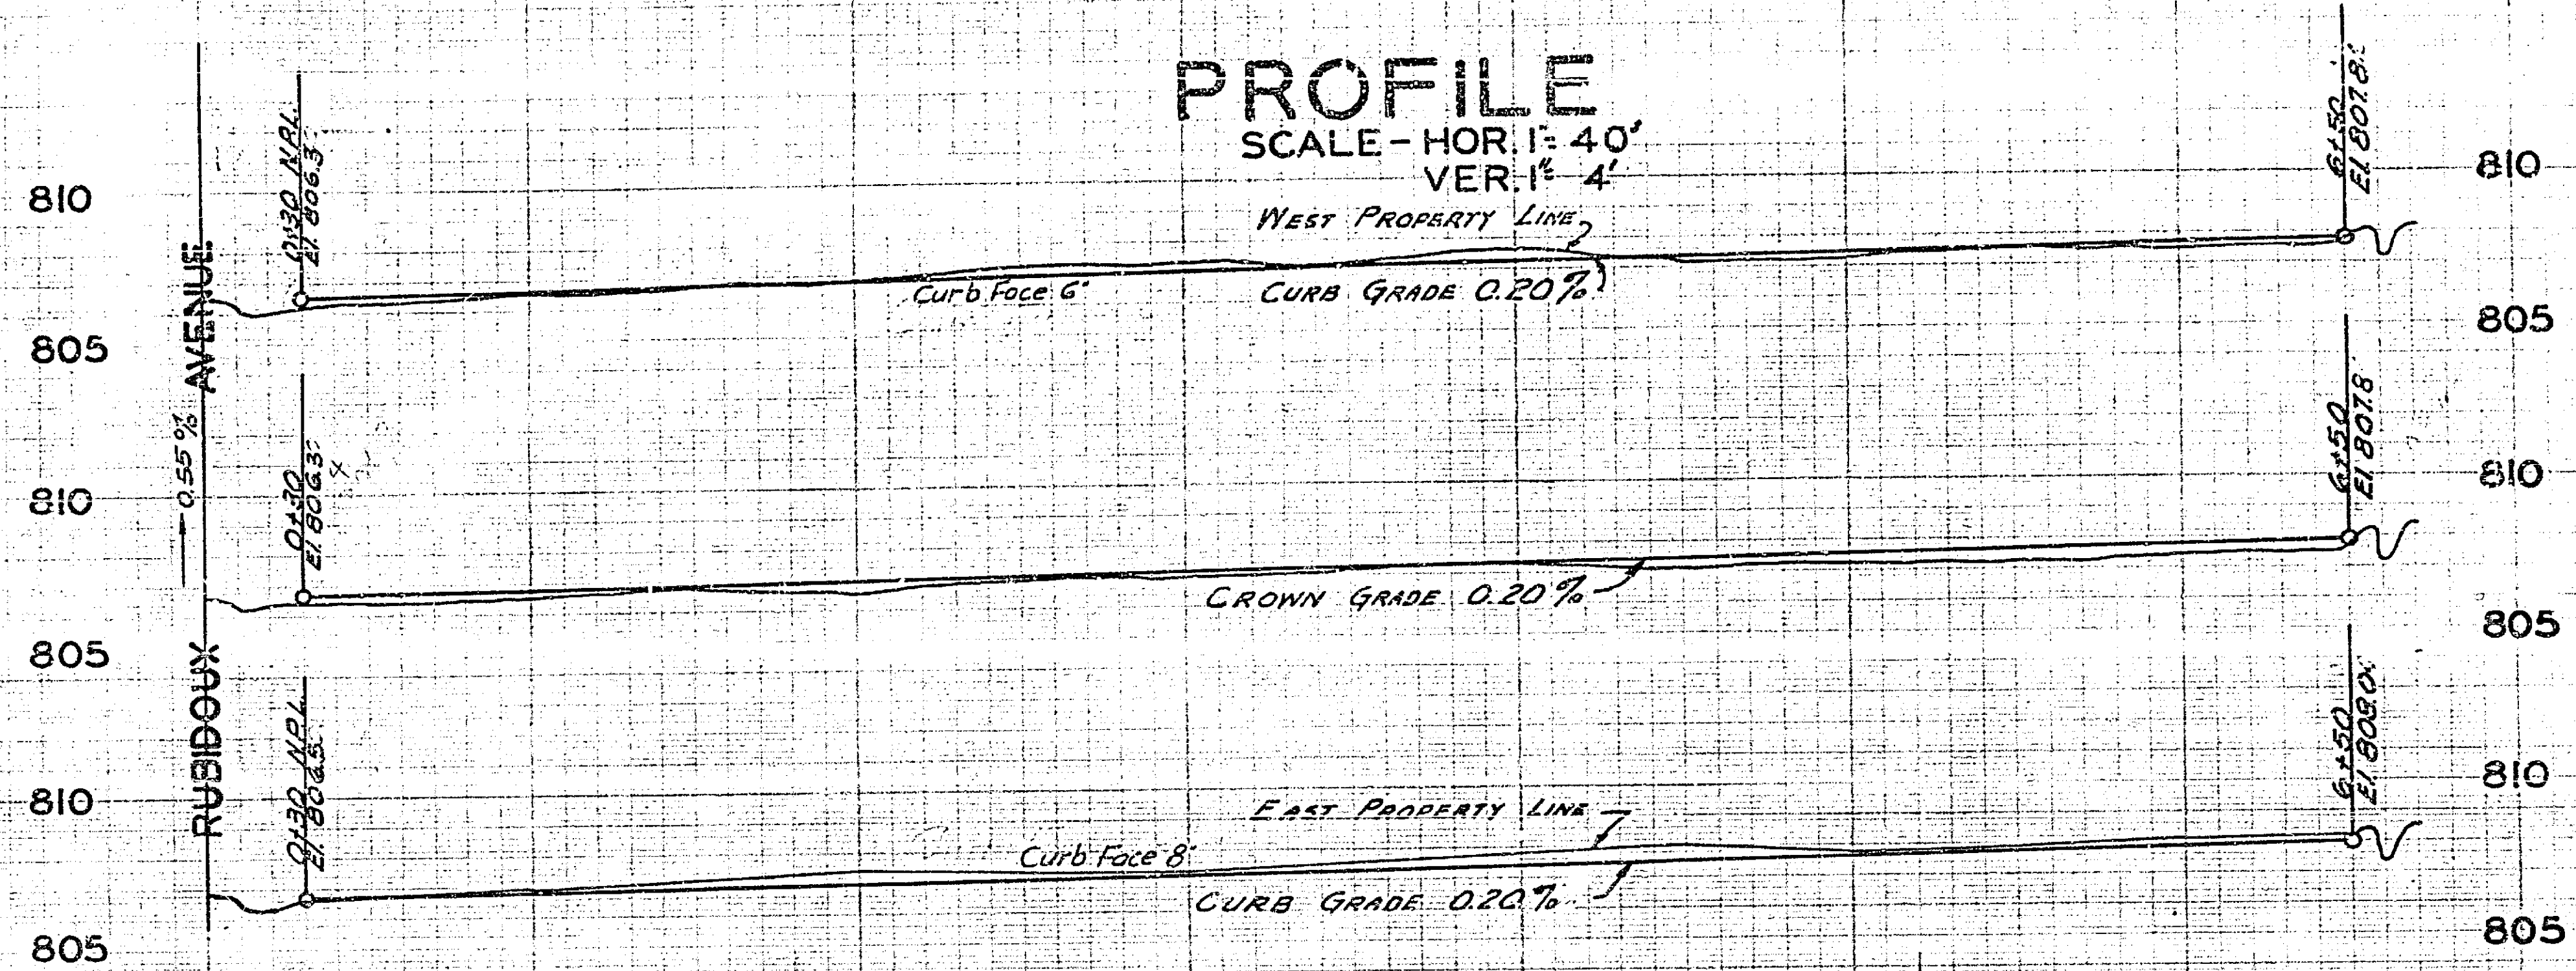 PROFILE
SCALE - HOR. 1"= 40'
VER. 1"= 4'
0+30 N.P.L.
El. 806.3
6+50
El. 807.8
810
810
WEST PROPERTY LINE
Curb Face 6"
CURB GRADE 0.20%
805
805
RUBIDOUX AVENUE
0.55%
0+30
El. 806.3
4
6+50
El. 807.8
810
810
CROWN GRADE 0.20%
805
805
0+30 N.P.L.
El. 806.5
6+50
El. 808.0
810
810
EAST PROPERTY LINE
Curb Face 8"
CURB GRADE 0.20%
805
805